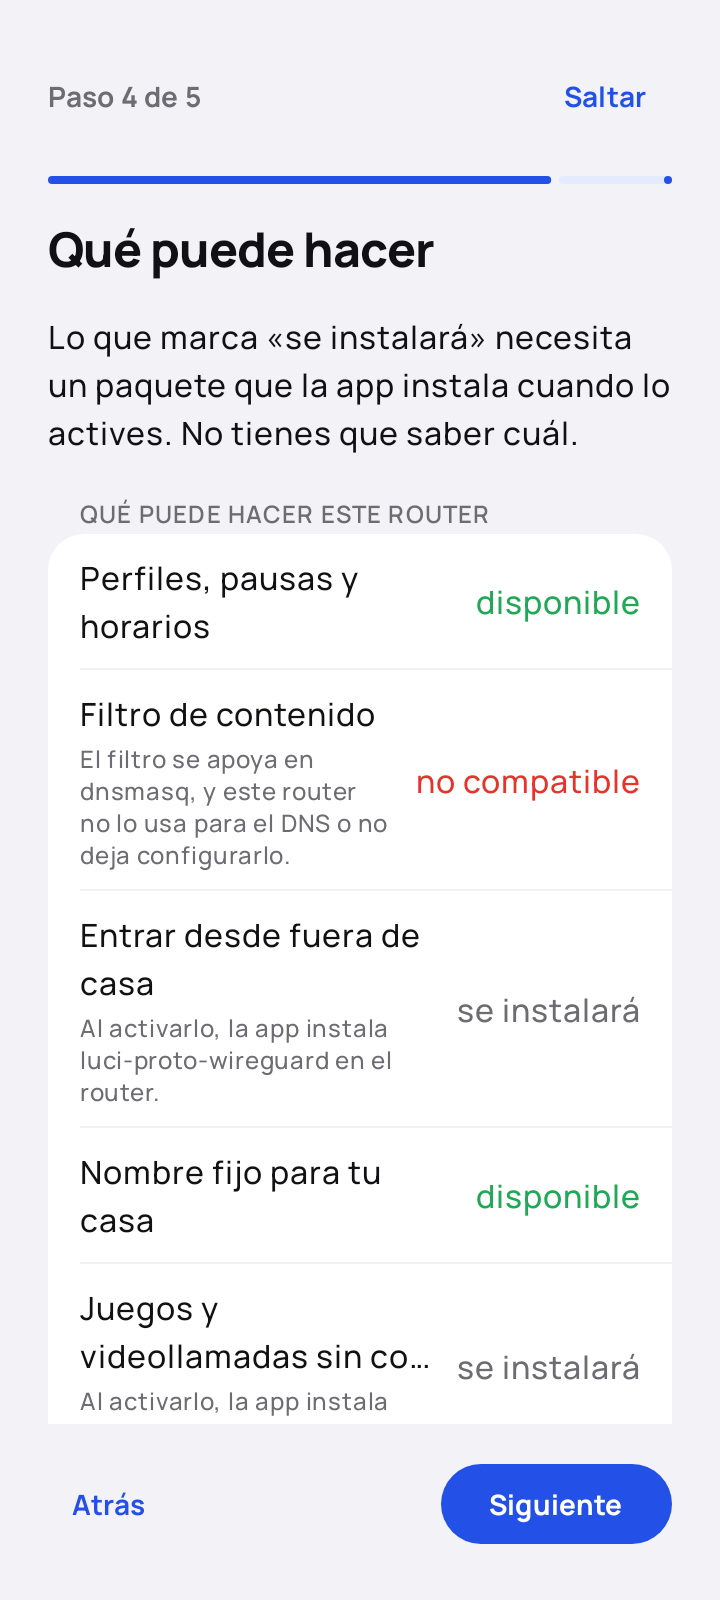 Paso 4 de 5
Saltar
Qué puede hacer
Lo que marca «se instalará» necesita
un paquete que la app instala cuando lo
actives. No tienes que saber cuál.
QUÉ PUEDE HACER ESTE ROUTER
Perfiles, pausas y
horarios
disponible
Filtro de contenido
El filtro se apoya en
dnsmasq, y este router
no lo usa para el DNS o no
deja configurarlo.
no compatible
Entrar desde fuera de
casa
Al activarlo, la app instala
luci-proto-wireguard en el
router.
se instalará
Nombre fijo para tu
casa
disponible
Juegos y
videollamadas sin co…
Al activarlo, la app instala
se instalará
Atrás
Siguiente